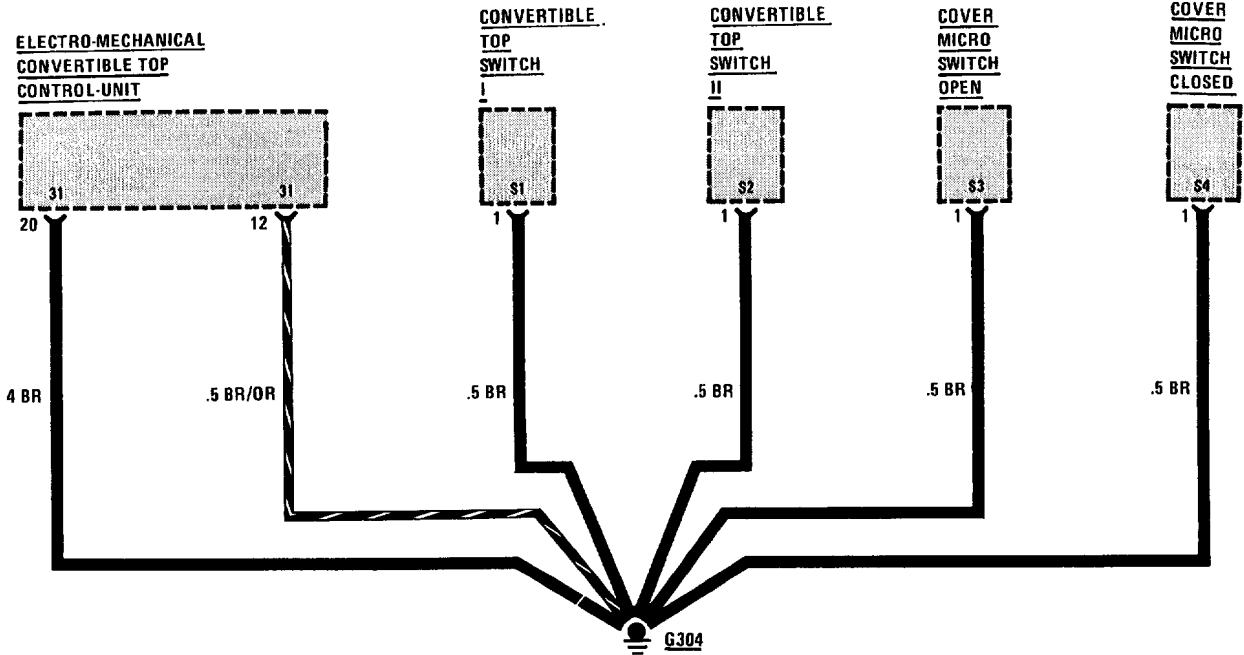 ELECTRO-MECHANICAL
CONVERTIBLE TOP
CONTROL-UNIT
CONVERTIBLE
TOP
SWITCH
I
CONVERTIBLE
TOP
SWITCH
II
COVER
MICRO
SWITCH
OPEN
COVER
MICRO
SWITCH
CLOSED
31
31
S1
S2
S3
S4
20
12
1
1
1
1
4 BR
.5 BR/OR
.5 BR
.5 BR
.5 BR
.5 BR
G304